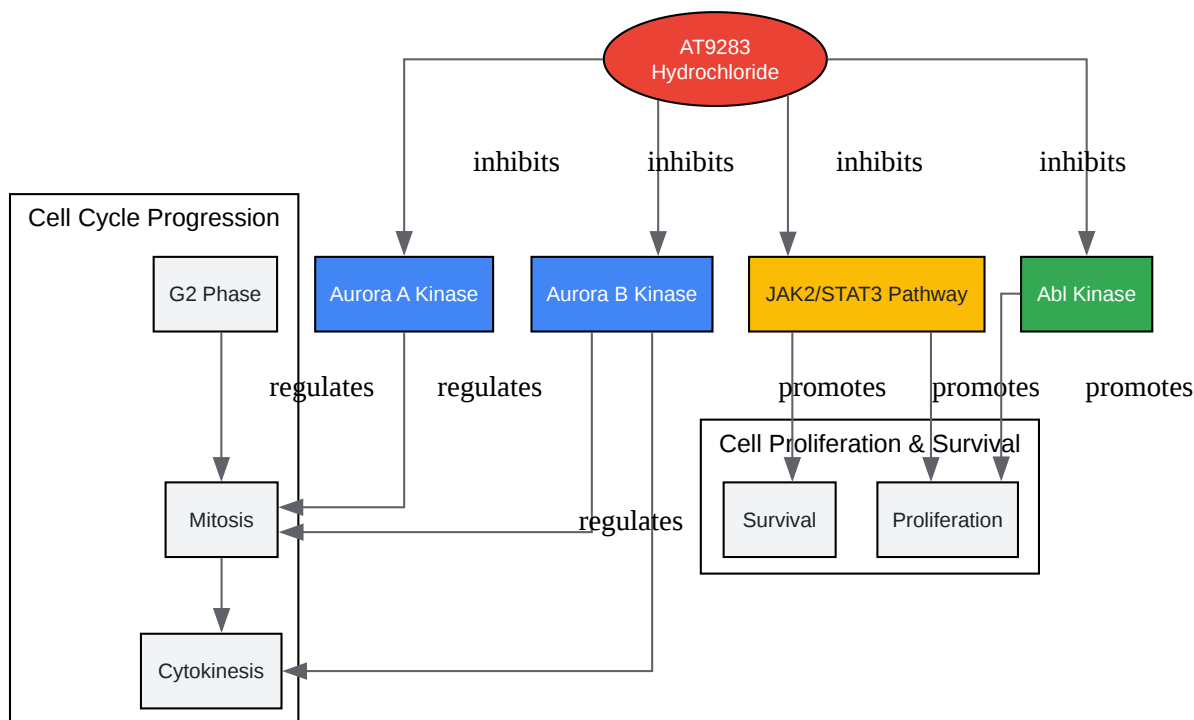 AT9283
Hydrochloride
inhibits
inhibits
inhibits
inhibits
Cell Cycle Progression
G2 Phase
Aurora A Kinase
Aurora B Kinase
JAK2/STAT3 Pathway
Abl Kinase
regulates
regulates
promotes
promotes
promotes
Cell Proliferation & Survival
Mitosis
regulates
Survival
Proliferation
Cytokinesis